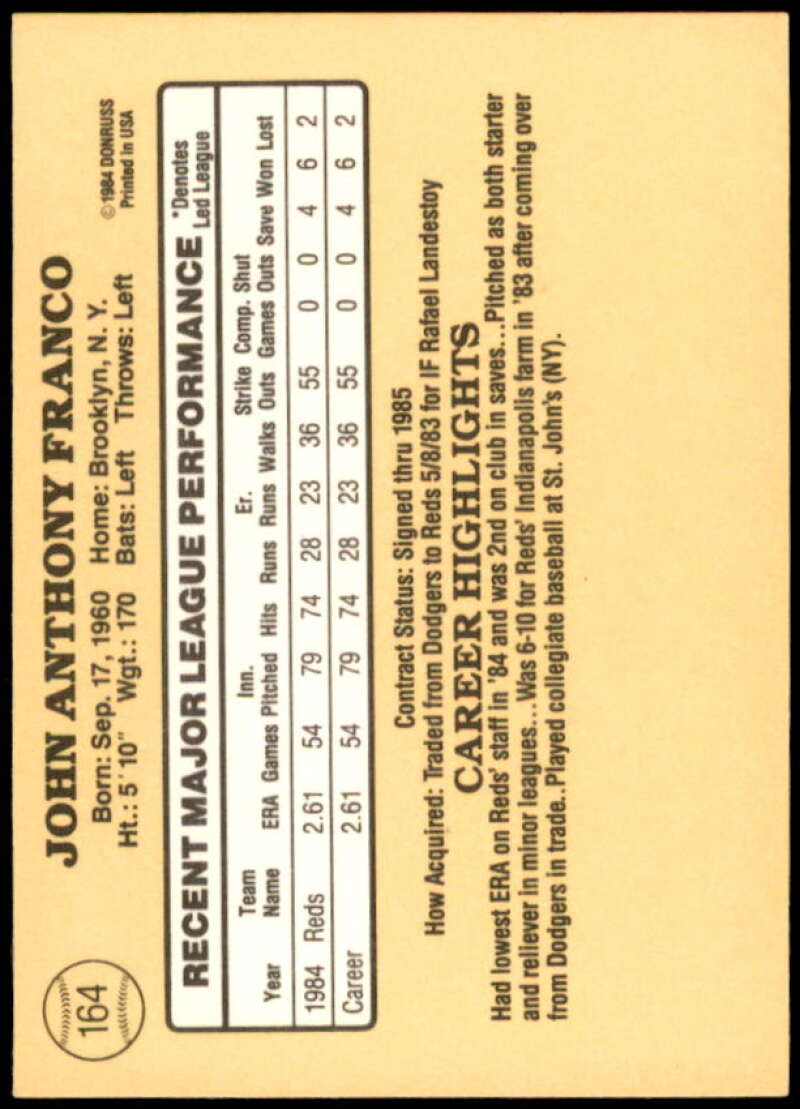 164
JOHN ANTHONY FRANCO
Born: Sep. 17, 1960 Home: Brooklyn, N. Y.
Ht.: 5' 10" Wgt.: 170 Bats: Left Throws: Left
©1984 DONRUSS
Printed in USA
RECENT MAJOR LEAGUE PERFORMANCE
*Denotes
Led League
Team Inn. Er. Strike Comp. Shut
Year Name ERA Games Pitched Hits Runs Runs Walks Outs Games Outs Save Won Lost
1984 Reds 2.61 54 79 74 28 23 36 55 0 0 4 6 2
Career 2.61 54 79 74 28 23 36 55 0 0 4 6 2
Contract Status: Signed thru 1985
How Acquired: Traded from Dodgers to Reds 5/8/83 for IF Rafael Landestoy
CAREER HIGHLIGHTS
Had lowest ERA on Reds' staff in '84 and was 2nd on club in saves...Pitched as both starter
and reliever in minor leagues...Was 6-10 for Reds' Indianapolis farm in '83 after coming over
from Dodgers in trade..Played collegiate baseball at St. John's (NY).